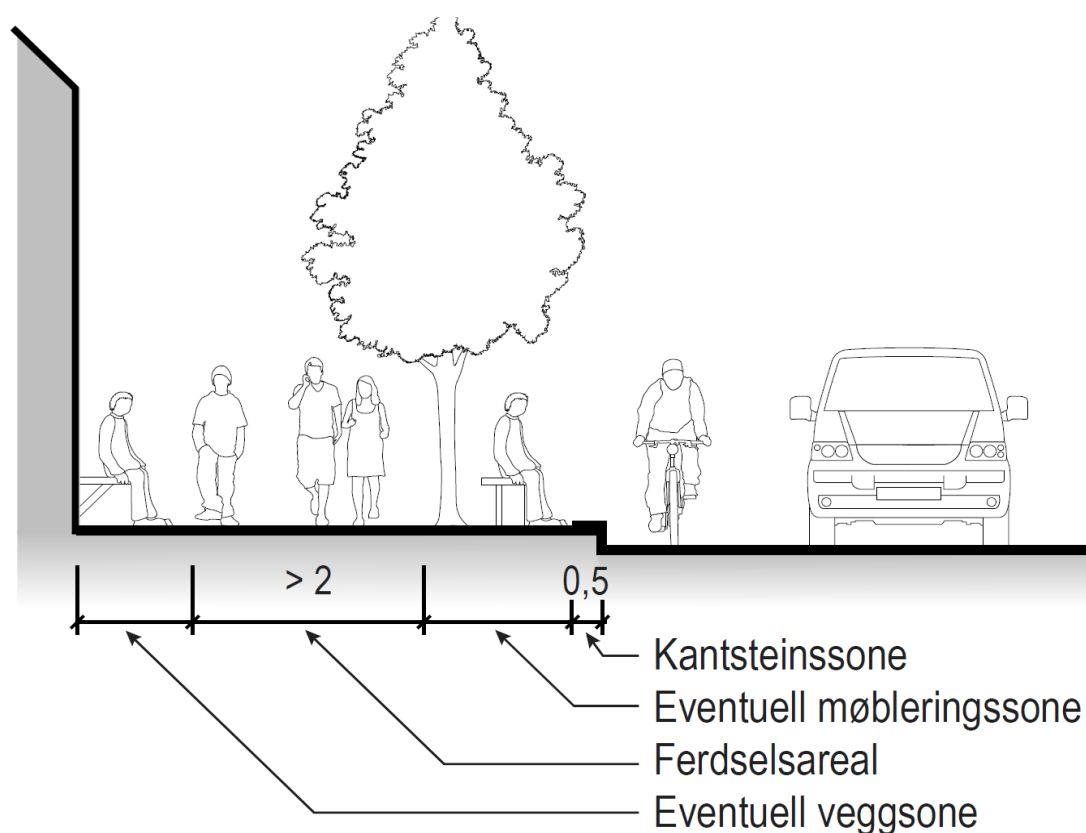 > 2
0,5
Kantsteinssone
Eventuell møbleringssone
Ferdselsareal
Eventuell veggsone